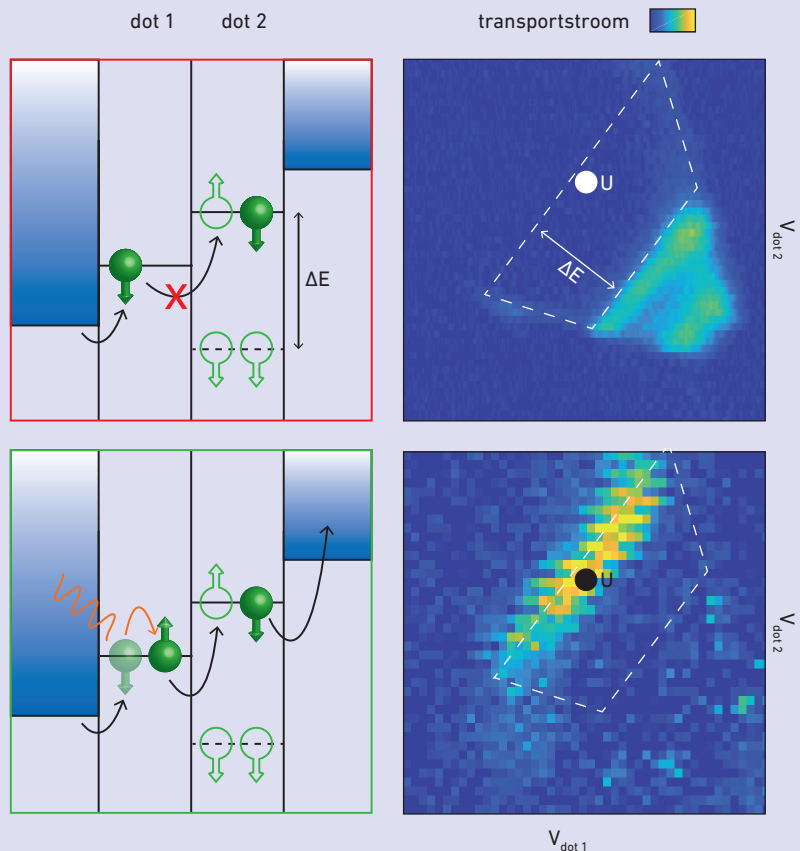 dot 1
dot 2
transportstroom
ΔE
U
ΔE
V dot 2
U
V dot 2
V dot 1